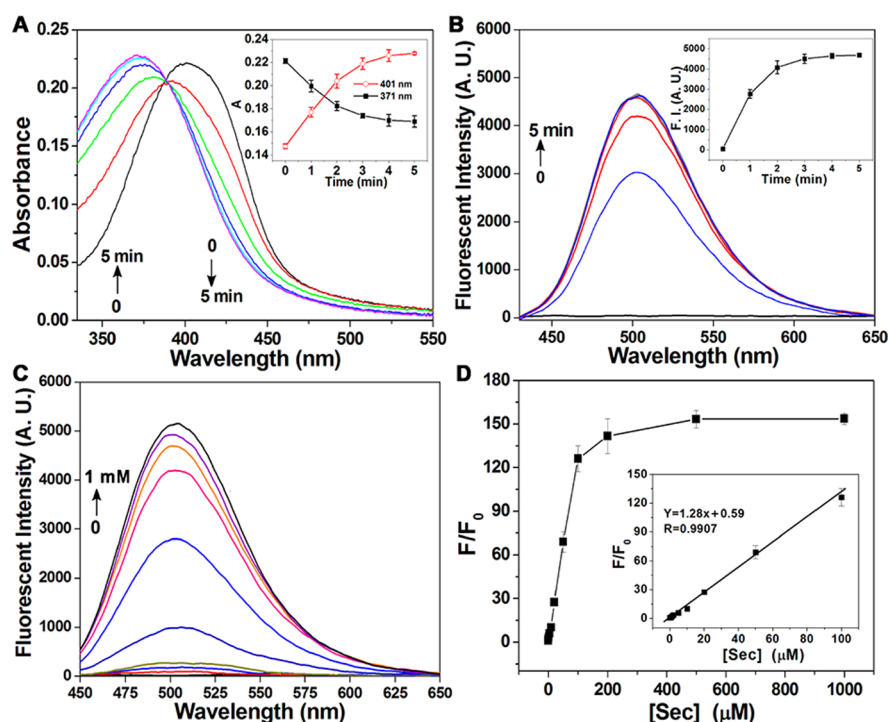 A
Absorbance
0.25
0.20
0.15
0.10
0.05
0.00
350
400
450
500
550
Wavelength (nm)
5 min
0
0
5 min
A
0.24
0.22
0.20
0.18
0.16
0.14
0 1 2 3 4 5
Time (min)
401 nm
371 nm
B
Fluorescent Intensity (A. U.)
6000
5000
4000
3000
2000
1000
0
450 500 550 600 650
Wavelength (nm)
5 min
0
F. I. (A. U.)
5000
4000
3000
2000
1000
0
0 1 2 3 4 5
Time (min)
C
Fluorescent Intensity (A. U.)
6000
5000
4000
3000
2000
1000
0
450 475 500 525 550 575 600 625 650
Wavelength (nm)
1 mM
0
D
F/F0
180
150
120
90
60
30
0
0 200 400 600 800 1000
[Sec] (μM)
F/F0
150
120
90
60
30
0
0 20 40 60 80 100
[Sec] (μM)
Y=1.28x+0.59
R=0.9907